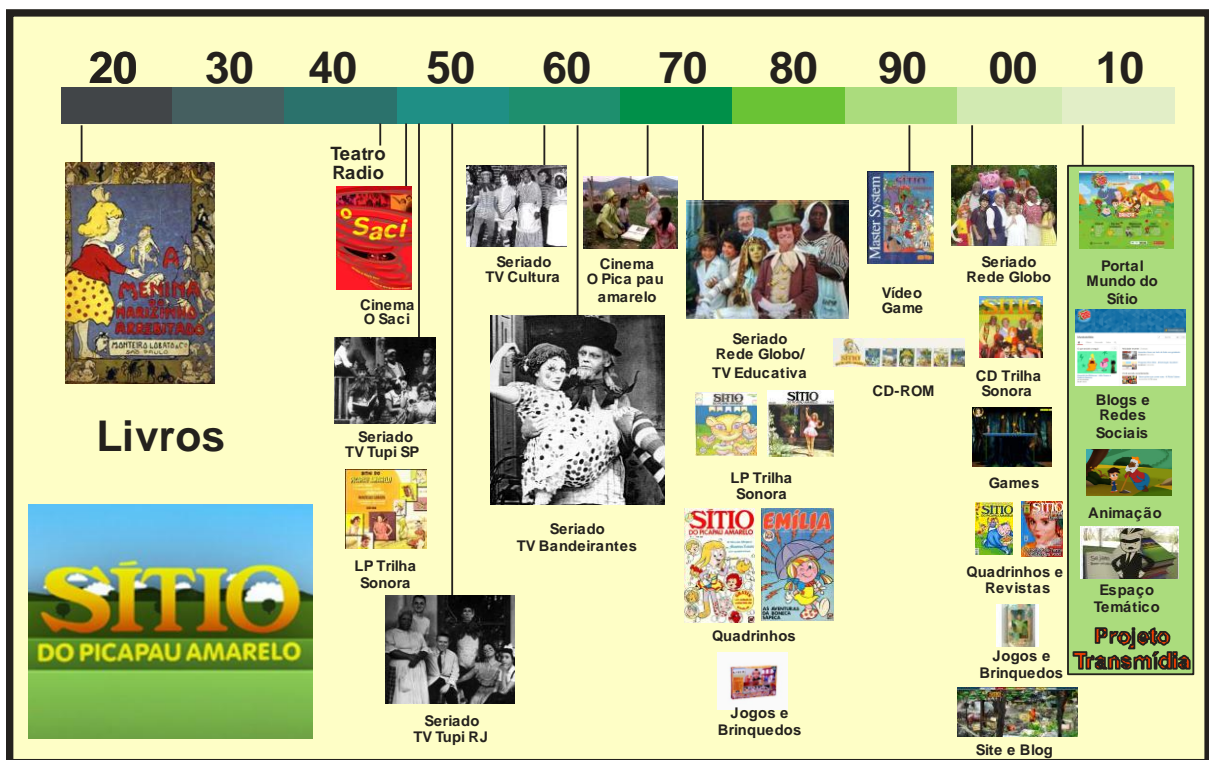 20 30 40 50 60 70 80 90 00 10
A
MENINA
DO
NARIZINHO
ARREBITADO
MONTEIRO LOBATO & Cº
SÃO PAULO
Livros
SÍTIO
DO PICAPAU AMARELO
Teatro
Radio
O
Saci
Cinema
O Saci
Seriado
TV Tupi SP
SITIO DO
PICAPAU AMARELO
LP Trilha
Sonora
Seriado
TV Tupi RJ
Seriado
TV Cultura
Seriado
TV Bandeirantes
Cinema
O Pica pau
amarelo
Seriado
Rede Globo/
TV Educativa
SÍTIO
SÍTIO
LP Trilha
Sonora
SÍTIO
DO PICAPAU AMARELO
EMÍLIA
AS AVENTURAS
DA BONECA
SAPECA
Quadrinhos
Jogos e
Brinquedos
Master System
SÍTIO
Vídeo
Game
CD-ROM
Seriado
Rede Globo
SÍTIO
CD Trilha
Sonora
Games
SÍTIO
SÍTIO
Quadrinhos e
Revistas
Jogos e
Brinquedos
Site e Blog
Portal
Mundo do
Sítio
Blogs e
Redes
Sociais
Animação
Espaço
Temático
Projeto
Transmídia